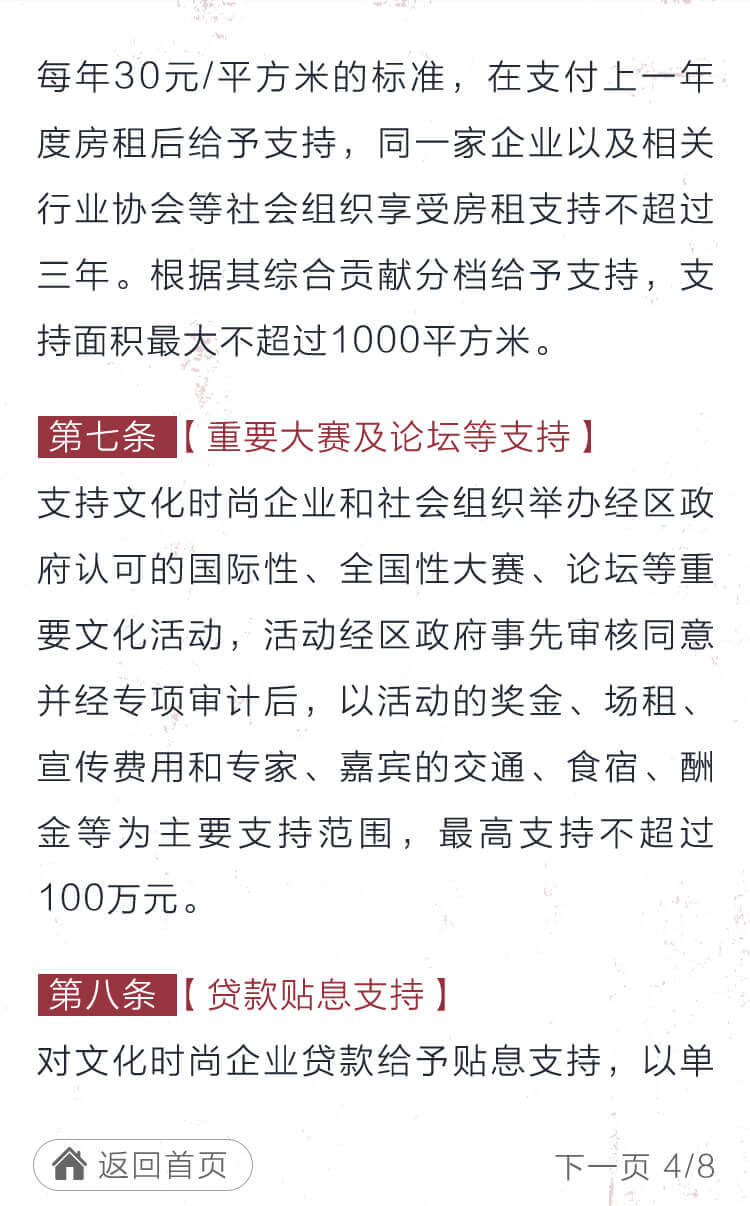 每年30元/平方米的标准，在支付上一年
度房租后给予支持，同一家企业以及相关
行业协会等社会组织享受房租支持不超过
三年。根据其综合贡献分档给予支持，支
持面积最大不超过1000平方米。
第七条【重要大赛及论坛等支持】
支持文化时尚企业和社会组织举办经区政
府认可的国际性、全国性大赛、论坛等重
要文化活动，活动经区政府事先审核同意
并经专项审计后，以活动的奖金、场租、
宣传费用和专家、嘉宾的交通、食宿、酬
金等为主要支持范围，最高支持不超过
100万元。
第八条【贷款贴息支持】
对文化时尚企业贷款给予贴息支持，以单
返回首页 下一页 4/8